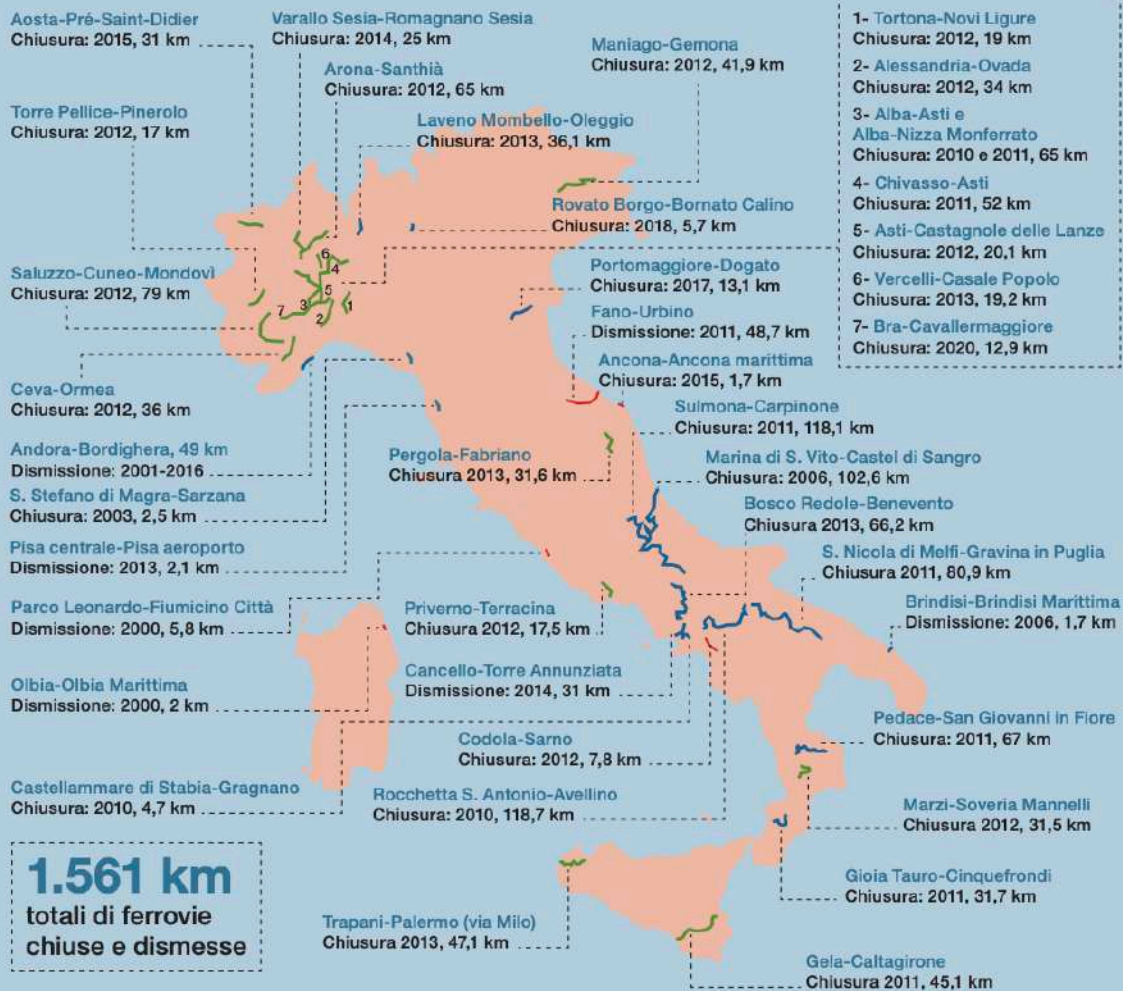 Aosta-Pré-Saint-Didier
Chiusura: 2015, 31 km
Varallo Sesia-Romagnano Sesia
Chiusura: 2014, 25 km
Arona-Santhià
Chiusura: 2012, 65 km
Maniago-Gemona
Chiusura: 2012, 41,9 km
Torre Pellice-Pinerolo
Chiusura: 2012, 17 km
Laveno Mombello-Oleggio
Chiusura: 2013, 36,1 km
Rovato Borgo-Bornato Calino
Chiusura: 2018, 5,7 km
Saluzzo-Cuneo-Mondovì
Chiusura: 2012, 79 km
Portomaggiore-Dogato
Chiusura: 2017, 13,1 km
Fano-Urbino
Dismissione: 2011, 48,7 km
Ancona-Ancona marittima
Chiusura: 2015, 1,7 km
Ceva-Ormea
Chiusura: 2012, 36 km
Sulmona-Carpinone
Chiusura: 2011, 118,1 km
Andora-Bordighera, 49 km
Dismissione: 2001-2016
Pergola-Fabriano
Chiusura 2013, 31,6 km
Marina di S. Vito-Castel di Sangro
Chiusura: 2006, 102,6 km
S. Stefano di Magra-Sarzana
Chiusura: 2003, 2,5 km
Bosco Redole-Benevento
Chiusura 2013, 66,2 km
Pisa centrale-Pisa aeroporto
Dismissione: 2013, 2,1 km
S. Nicola di Melfi-Gravina in Puglia
Chiusura 2011, 80,9 km
Parco Leonardo-Fiumicino Città
Dismissione: 2000, 5,8 km
Priverno-Terracina
Chiusura 2012, 17,5 km
Brindisi-Brindisi Marittima
Dismissione: 2006, 1,7 km
Olbia-Olbia Marittima
Dismissione: 2000, 2 km
Cancello-Torre Annunziata
Dismissione: 2014, 31 km
Codola-Sarno
Chiusura: 2012, 7,8 km
Pedace-San Giovanni in Fiore
Chiusura: 2011, 67 km
Castellammare di Stabia-Gragnano
Chiusura: 2010, 4,7 km
Rocchetta S. Antonio-Avellino
Chiusura: 2010, 118,7 km
Marzi-Soveria Mannelli
Chiusura 2012, 31,5 km
Gioia Tauro-Cinquefrondi
Chiusura: 2011, 31,7 km
Trapani-Palermo (via Milo)
Chiusura 2013, 47,1 km
Gela-Caltagirone
Chiusura 2011, 45,1 km
1.561 km
totali di ferrovie
chiuse e dismesse
1- Tortona-Novi Ligure
Chiusura: 2012, 19 km
2- Alessandria-Ovada
Chiusura: 2012, 34 km
3- Alba-Asti e
Alba-Nizza Monferrato
Chiusura: 2010 e 2011, 65 km
4- Chivasso-Asti
Chiusura: 2011, 52 km
5- Asti-Castagnole delle Lanze
Chiusura: 2012, 20,1 km
6- Vercelli-Casale Popolo
Chiusura: 2013, 19,2 km
7- Bra-Cavallermaggiore
Chiusura: 2020, 12,9 km
6
4
5
7
3
2
1